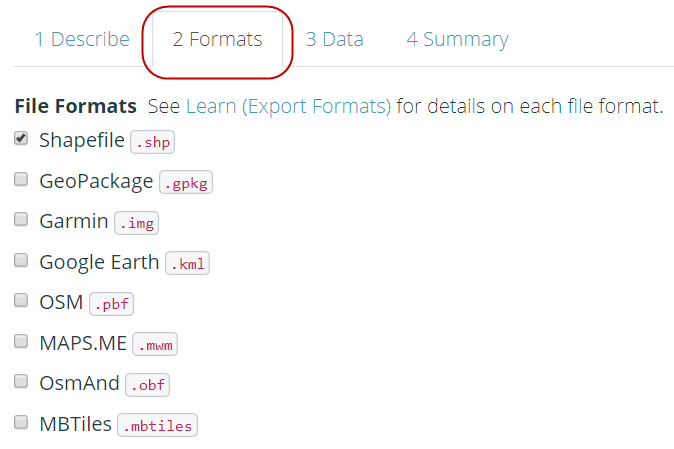 1 Describe 2 Formats 3 Data 4 Summary
File Formats See Learn (Export Formats) for details on each file format.
Shapefile .shp
GeoPackage .gpkg
Garmin .img
Google Earth .kml
OSM .pbf
MAPS.ME .mwm
OsmAnd .obf
MBTiles .mbtiles